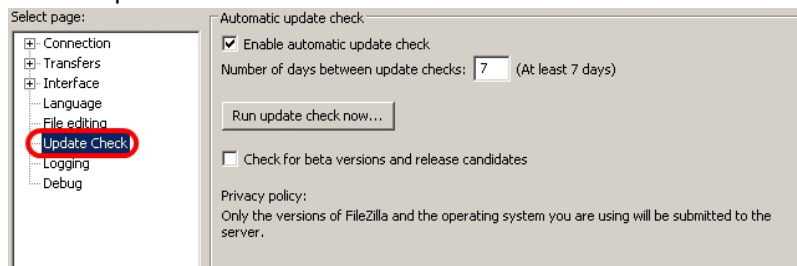 Select page:
Connection
Transfers
Interface
Language
File editing
Update Check
Logging
Debug
Automatic update check
Enable automatic update check
Number of days between update checks: 7 (At least 7 days)
Run update check now...
Check for beta versions and release candidates
Privacy policy:
Only the versions of FileZilla and the operating system you are using will be submitted to the
server.